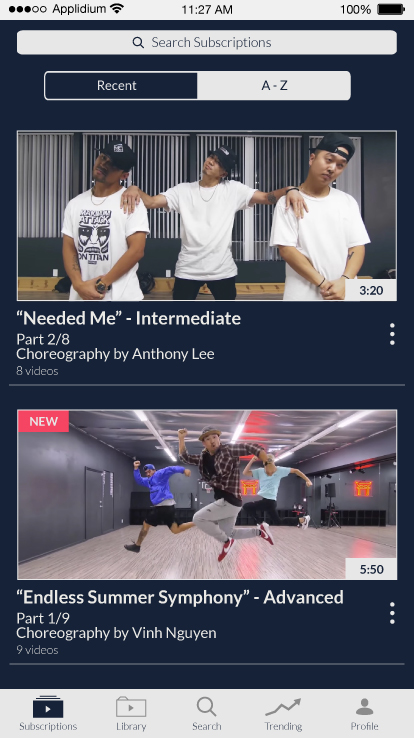 Applidium 11:27 AM 100%
Search Subscriptions
Recent A - Z
3:20
“Needed Me” - Intermediate
Part 2/8
Choreography by Anthony Lee
8 videos
NEW
5:50
“Endless Summer Symphony” - Advanced
Part 1/9
Choreography by Vinh Nguyen
9 videos
Subscriptions Library Search Trending Profile